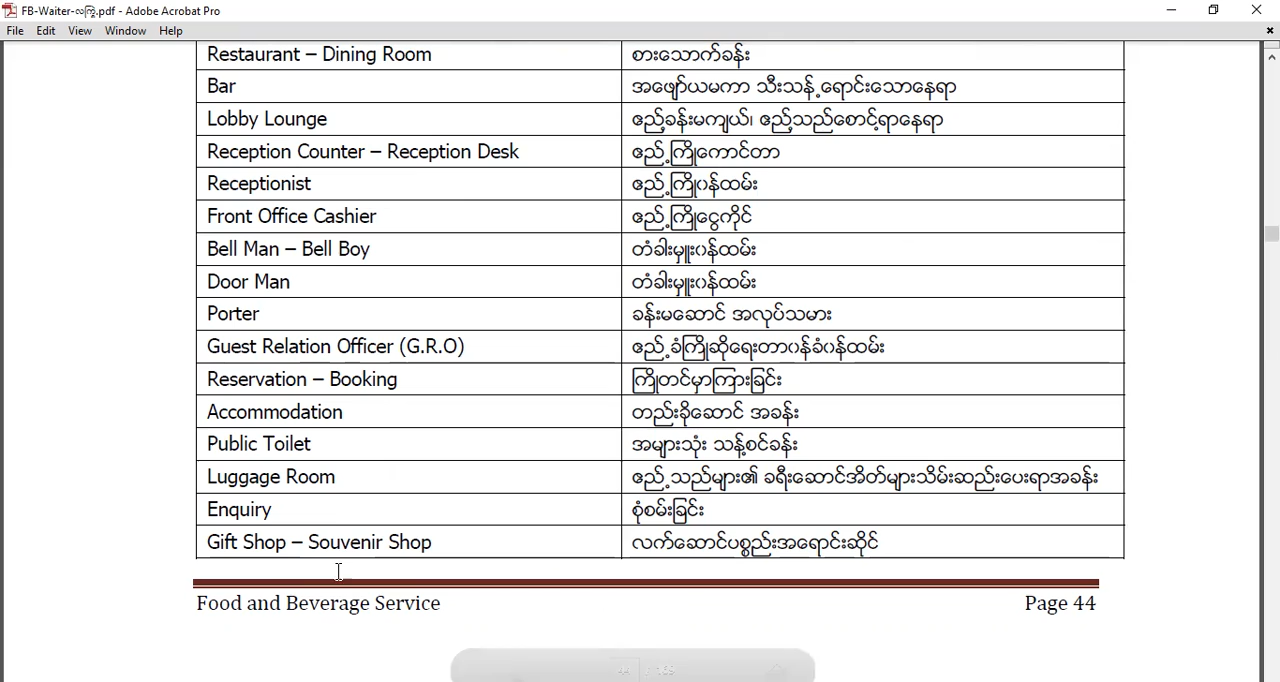 FB-Waiter-လကြွ.pdf - Adobe Acrobat Pro
File Edit View Window Help
Restaurant – Dining Room စားသောက်ခန်း
Bar အဖျော်ယမကာ သီးသန့်ရောင်းသောနေရာ
Lobby Lounge ဧည့်ခန်းမကျယ်၊ ဧည့်သည်စောင့်ရာနေရာ
Reception Counter – Reception Desk ဧည့်ကြိုကောင်တာ
Receptionist ဧည့်ကြိုဝန်ထမ်း
Front Office Cashier ဧည့်ကြိုငွေကိုင်
Bell Man – Bell Boy တံခါးမှူးဝန်ထမ်း
Door Man တံခါးမှူးဝန်ထမ်း
Porter ခန်းမဆောင် အလုပ်သမား
Guest Relation Officer (G.R.O) ဧည့်ခံကြိုဆိုရေးတာဝန်ခံဝန်ထမ်း
Reservation – Booking ကြိုတင်မှာကြားခြင်း
Accommodation တည်းခိုဆောင် အခန်း
Public Toilet အများသုံး သန့်စင်ခန်း
Luggage Room ဧည့်သည်များ၏ ခရီးဆောင်အိတ်များသိမ်းဆည်းပေးရာအခန်း
Enquiry စုံစမ်းခြင်း
Gift Shop – Souvenir Shop လက်ဆောင်ပစ္စည်းအရောင်းဆိုင်
Food and Beverage Service Page 44